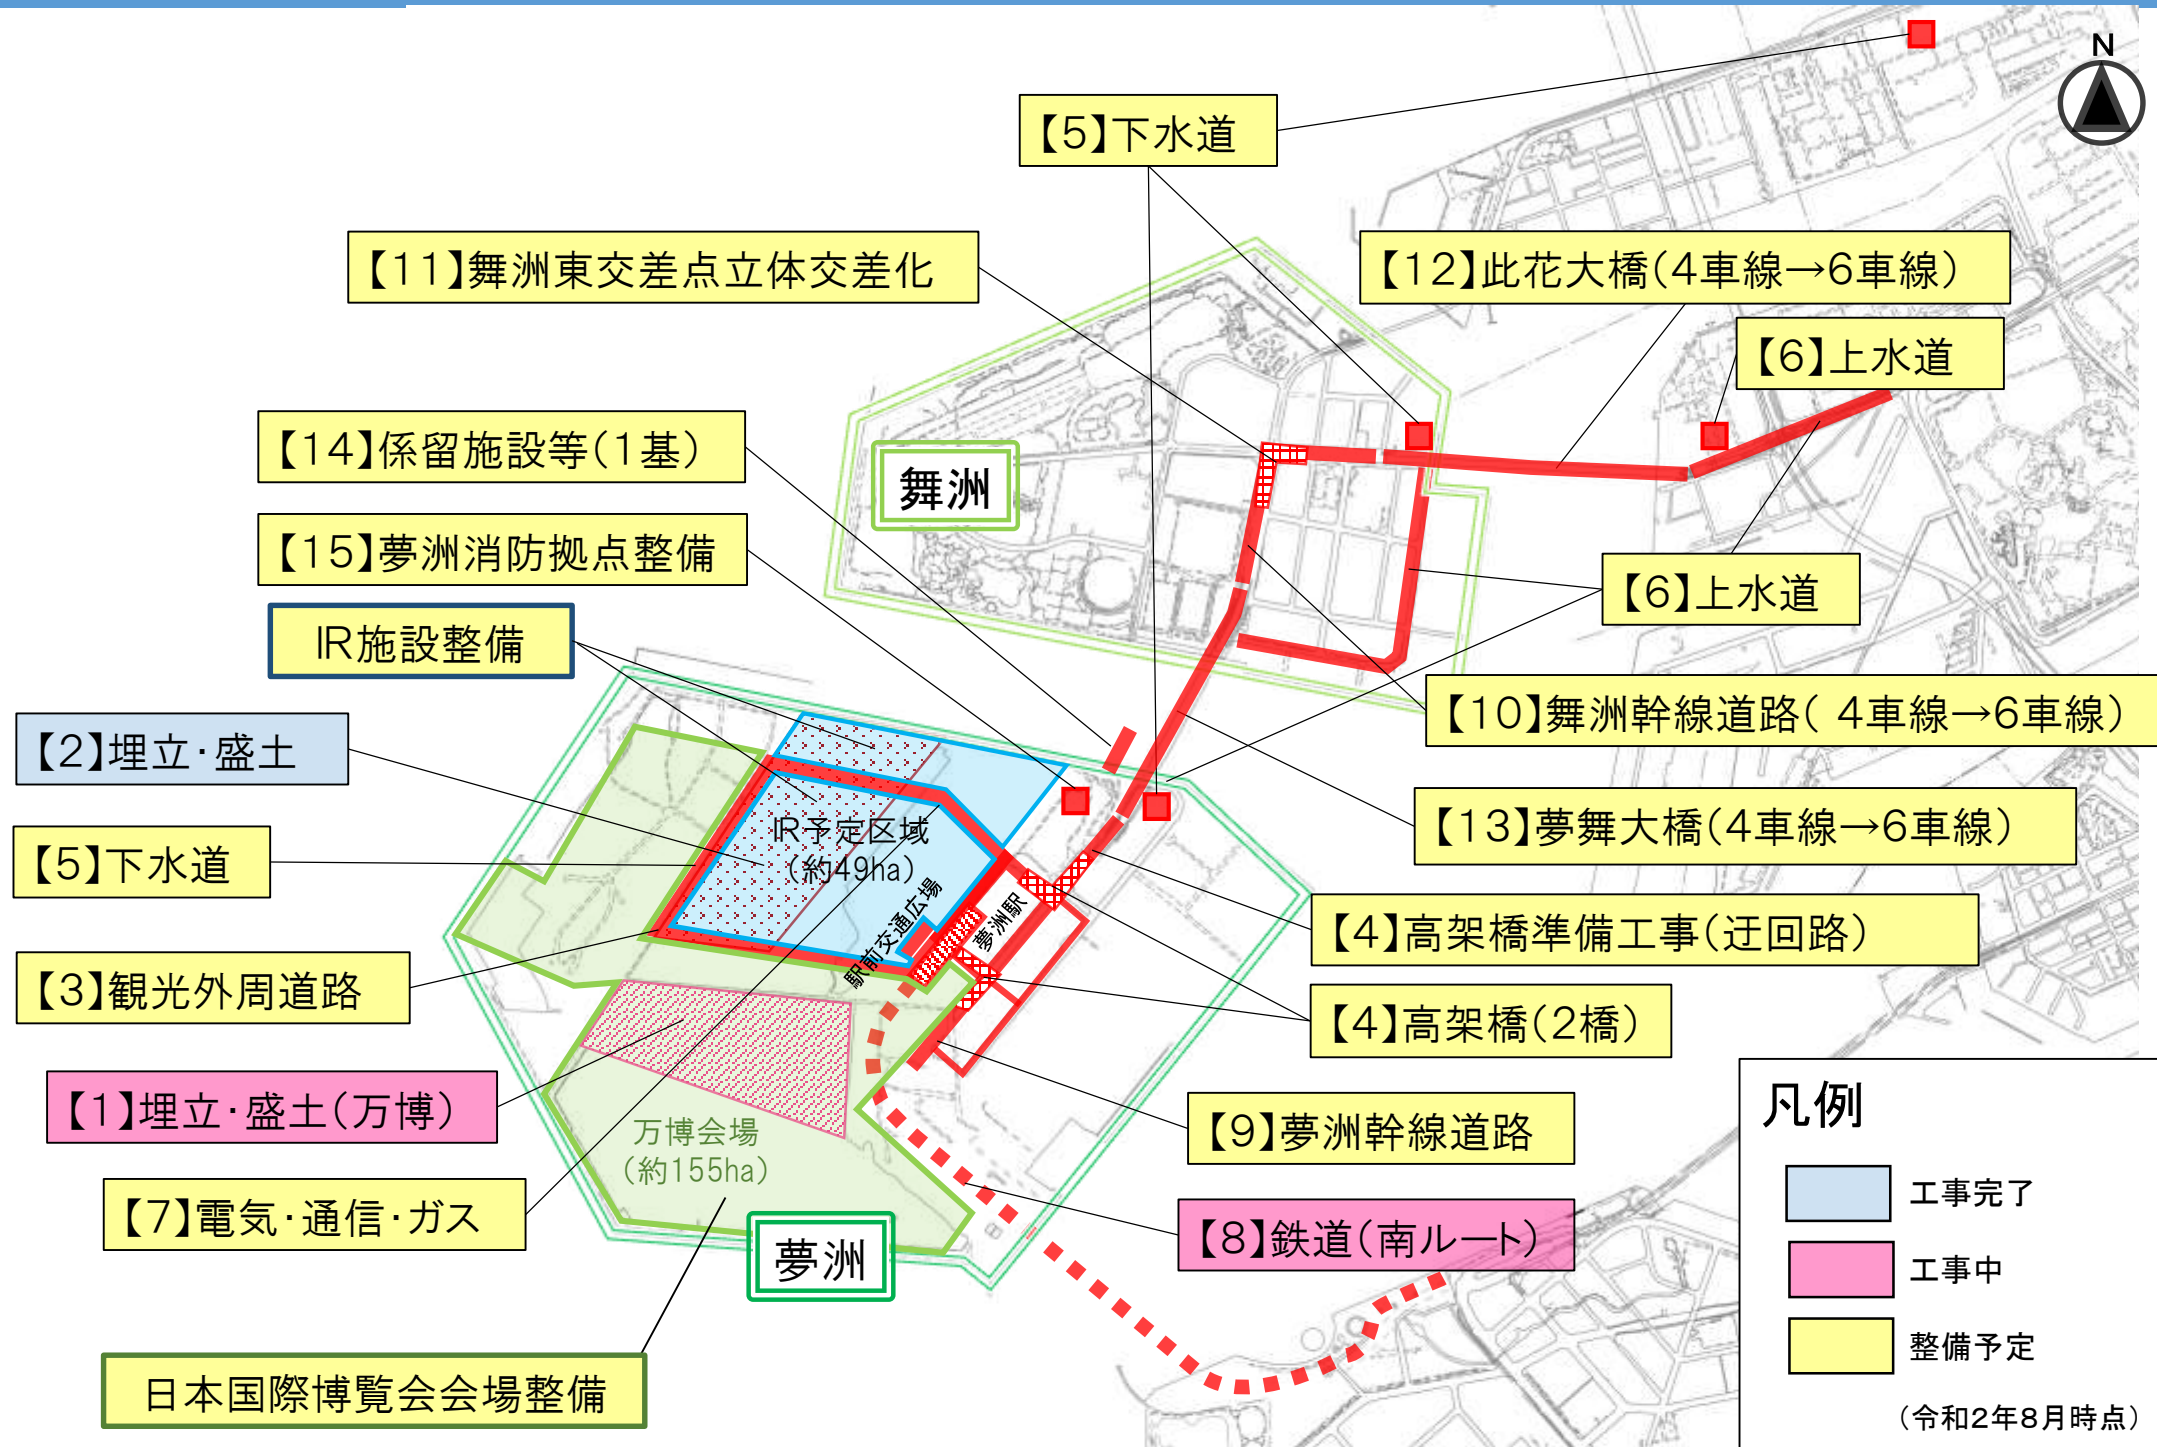 N
【5】下水道
【11】舞洲東交差点立体交差化
【12】此花大橋(4車線→6車線)
【6】上水道
【14】係留施設等(1基)
舞洲
【15】夢洲消防拠点整備
【6】上水道
IR施設整備
【10】舞洲幹線道路( 4車線→6車線)
【2】埋立・盛土
【13】夢舞大橋(4車線→6車線)
IR予定区域
(約49ha)
【5】下水道
駅前交通広場
夢洲駅
【4】高架橋準備工事(迂回路)
【3】観光外周道路
【4】高架橋(2橋)
【1】埋立・盛土(万博)
万博会場
(約155ha)
【9】夢洲幹線道路
【7】電気・通信・ガス
【8】鉄道(南ルート)
夢洲
日本国際博覧会会場整備
凡例
工事完了
工事中
整備予定
(令和2年8月時点)